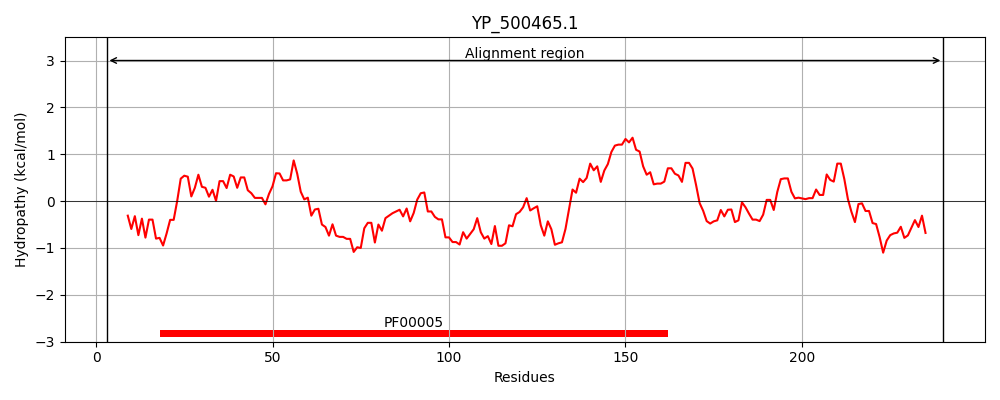 YP_500465.1
Alignment region
3
2
1
0
−1
−2
−3
Hydropathy (kcal/mol)
PF00005
0 50 100 150 200
Residues